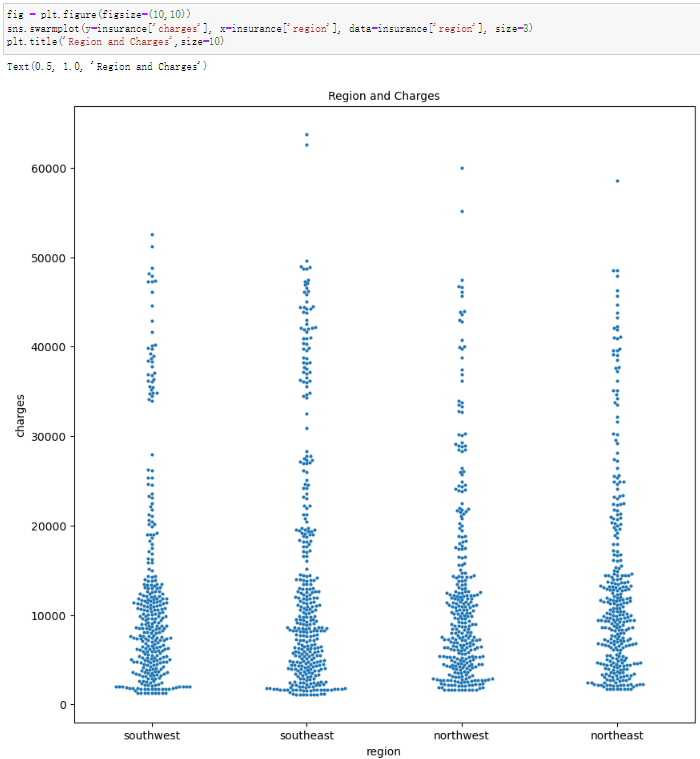 fig = plt.figure(figsize=(10,10))
sns.swarmplot(y=insurance['charges'], x=insurance['region'], data=insurance['region'], size=3)
plt.title('Region and Charges',size=10)
Text(0.5, 1.0, 'Region and Charges')
Region and Charges
60000
50000
40000
30000
20000
10000
0
charges
southwest southeast northwest northeast
region